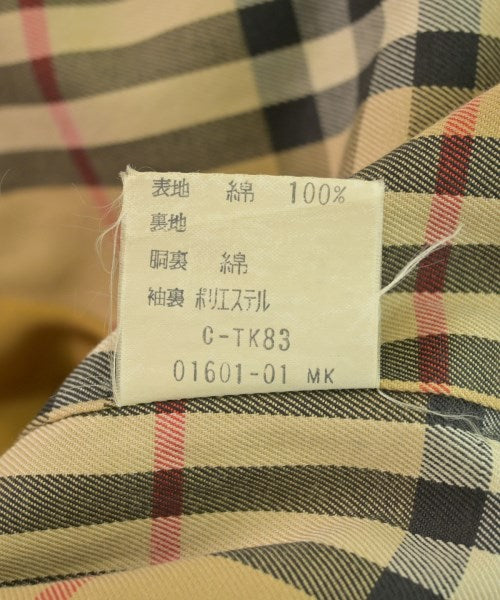 表地 綿 100%
裏地
胴裏 綿
袖裏 ポリエステル
C-TK83
01601-01 MK